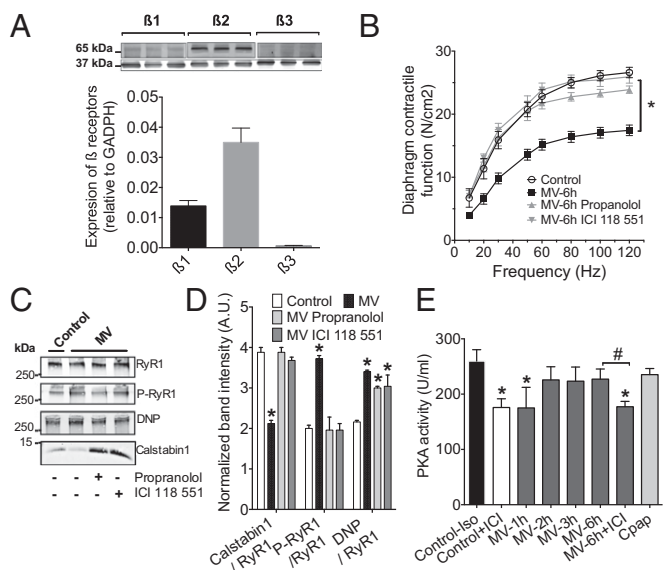 A
ß1 ß2 ß3
65 kDa
37 kDa
Expresion of ß receptors
(relative to GADPH)
0.05
0.04
0.03
0.02
0.01
0.00
ß1 ß2 ß3
B
Diaphragm contractile
function (N/cm2)
30
20
10
0
*
Control
MV-6h
MV-6h Propanolol
MV-6h ICI 118 551
0 20 40 60 80 100 120
Frequency (Hz)
C
Control MV
kDa
250 RyR1
250 P-RyR1
250 DNP
15 Calstabin1
- - + - Propranolol
- - - + ICI 118 551
D
Control MV
MV Propranolol
MV ICI 118 551
Normalized band intensity (A.U.)
5
4
3
2
1
0
* * * * *
Calstabin1
/ RyR1
P-RyR1
/RyR1
DNP
/ RyR1
E
PKA activity (U/ml)
400
300
200
100
0
* * # *
Control-Iso
Control+ICI
MV-1h
MV-2h
MV-3h
MV-6h
MV-6h+ICI
Cpap